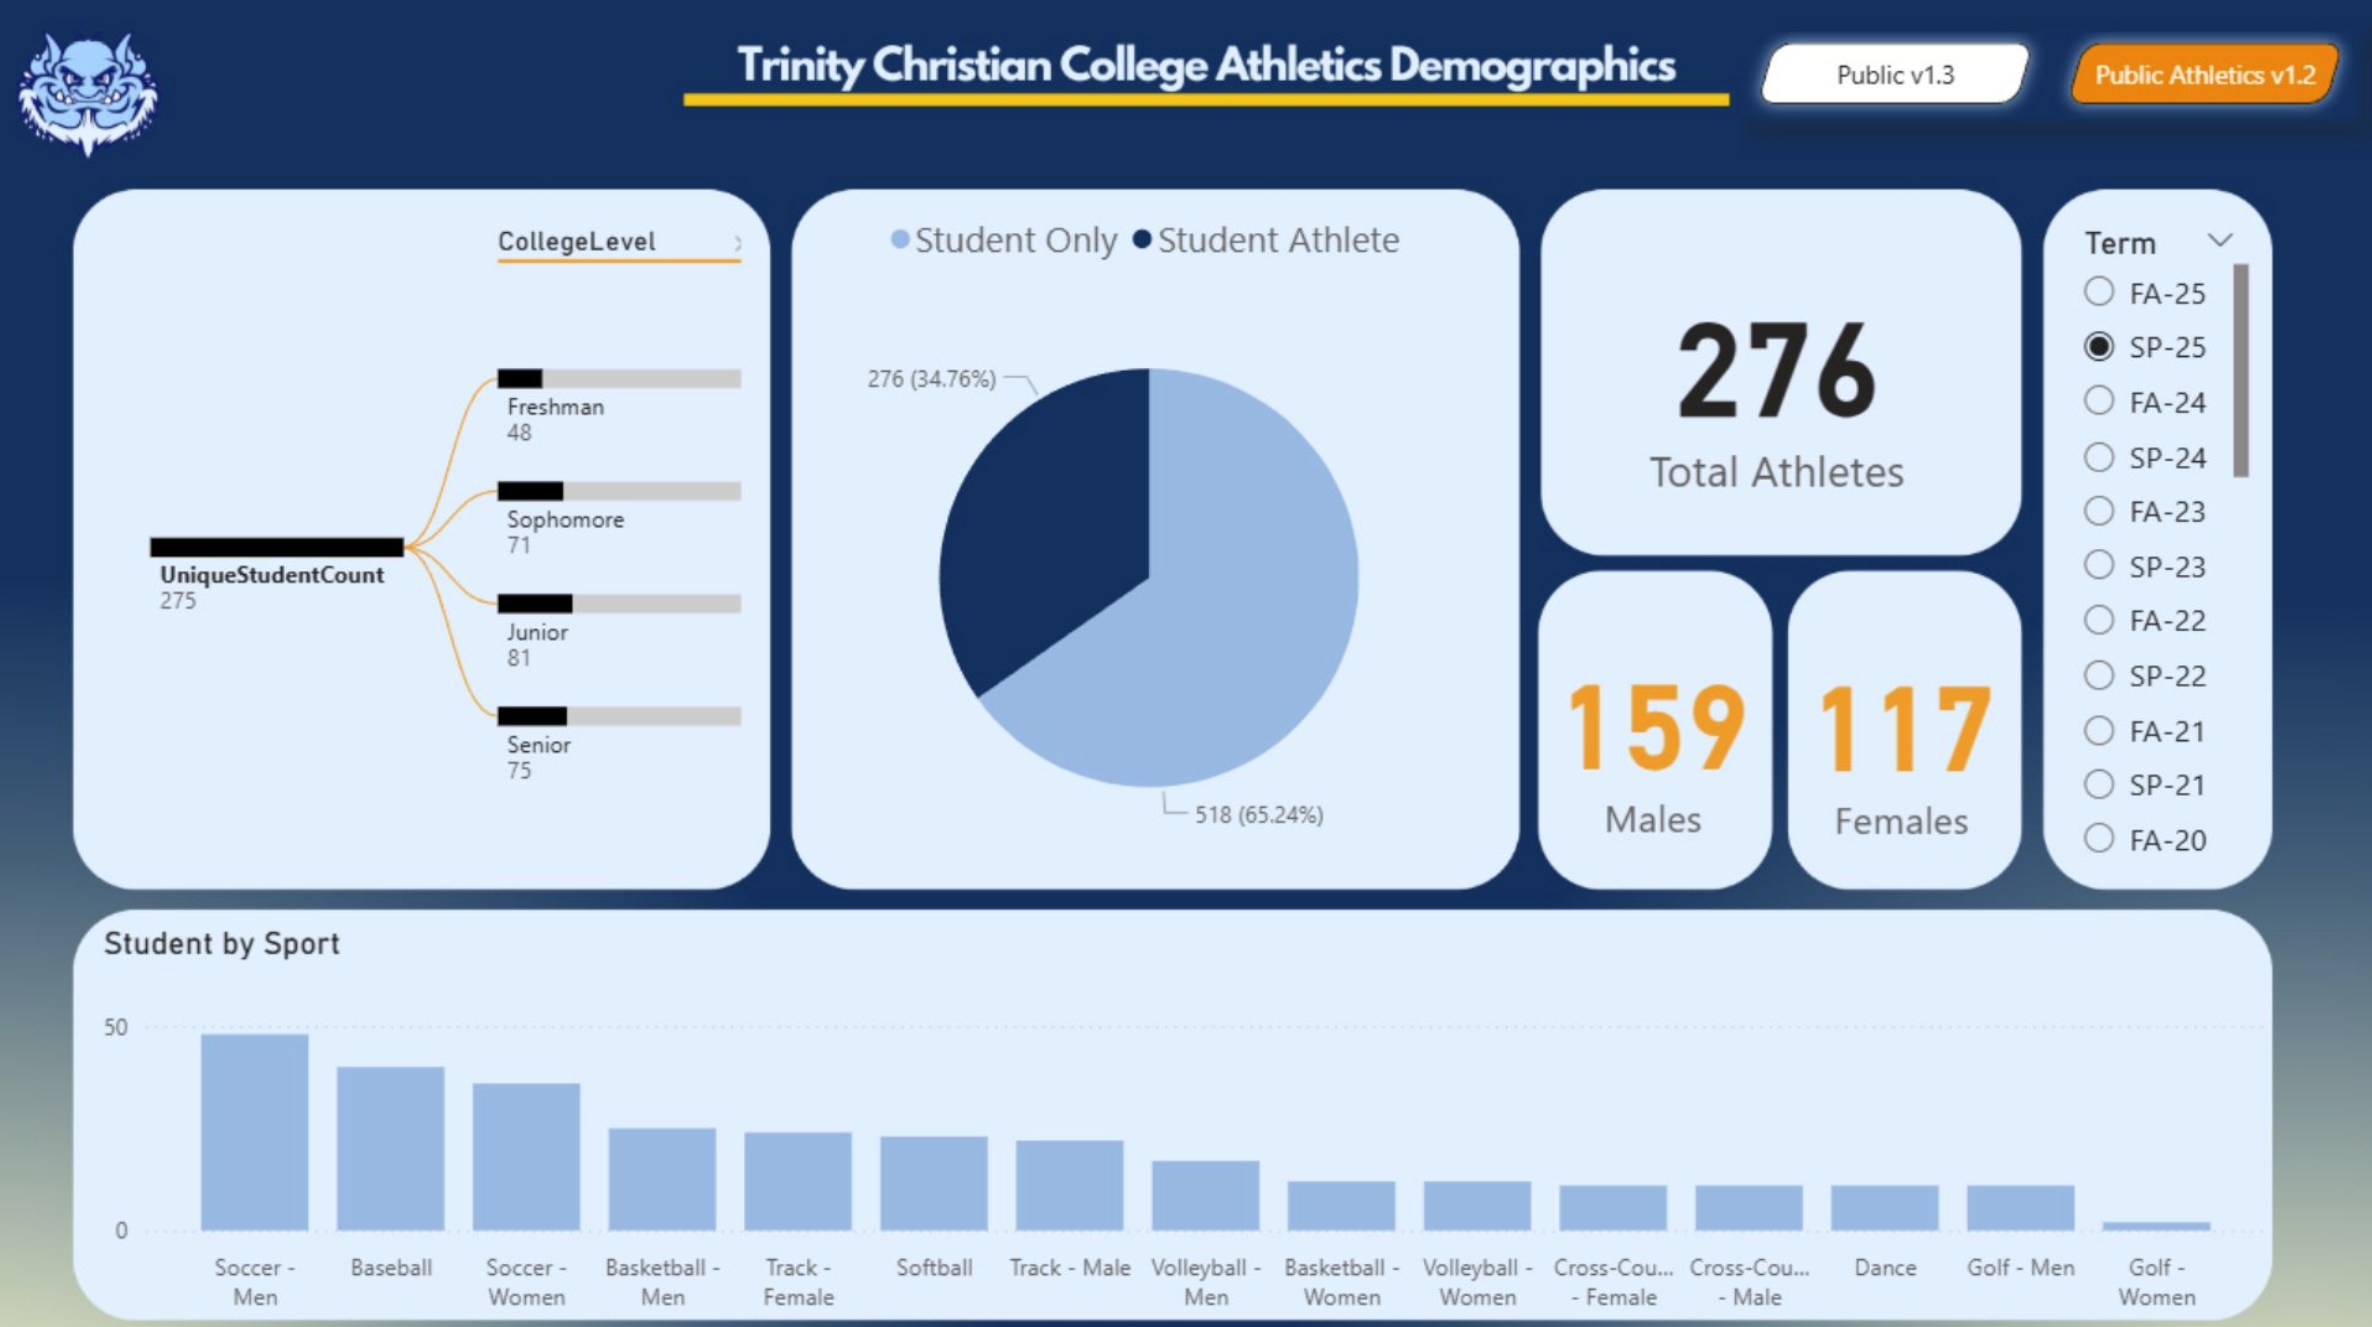 Trinity Christian College Athletics Demographics
Public v1.3
Public Athletics v1.2
CollegeLevel
Freshman
48
Sophomore
71
UniqueStudentCount
275
Junior
81
Senior
75
Student Only
Student Athlete
276 (34.76%)
518 (65.24%)
276
Total Athletes
159
Males
117
Females
Term
FA-25
SP-25
FA-24
SP-24
FA-23
SP-23
FA-22
SP-22
FA-21
SP-21
FA-20
Student by Sport
50
0
Soccer -
Men
Baseball
Soccer -
Women
Basketball -
Men
Track -
Female
Softball
Track - Male
Volleyball -
Men
Basketball -
Women
Volleyball -
Women
Cross-Cou...
- Female
Cross-Cou...
- Male
Dance
Golf - Men
Golf -
Women